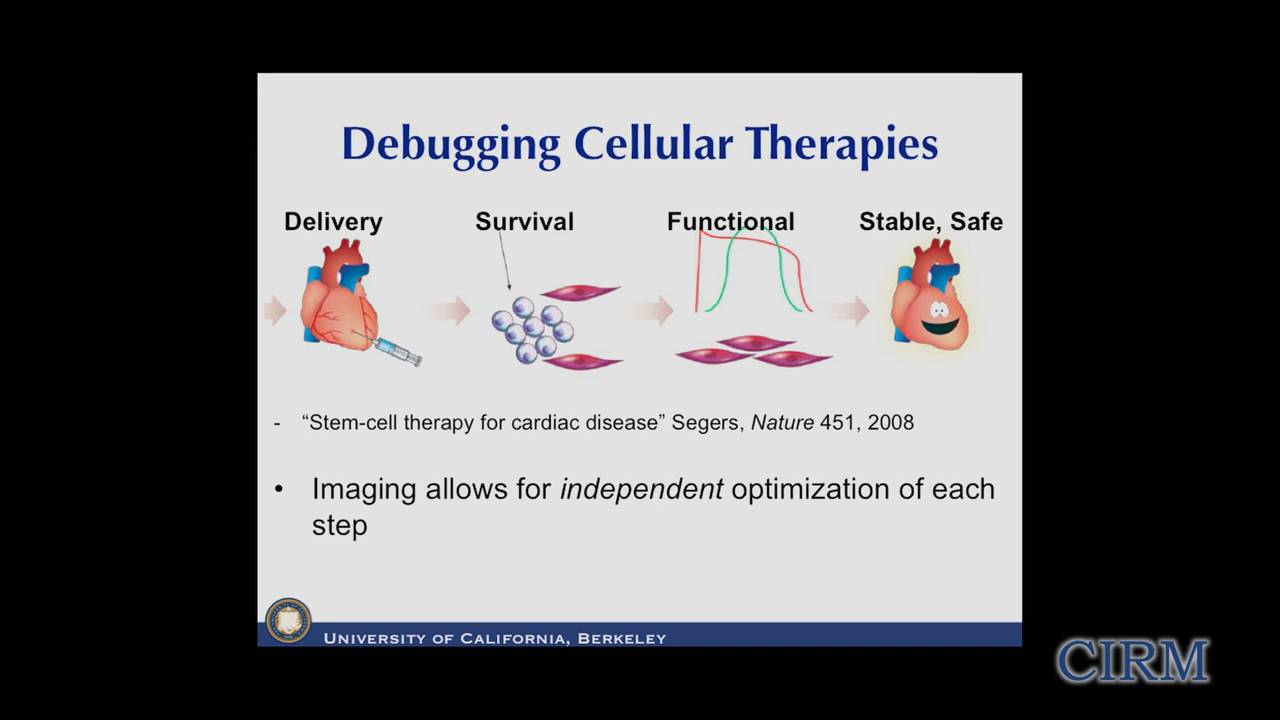 Debugging Cellular Therapies
Delivery
Survival
Functional
Stable, Safe
- “Stem-cell therapy for cardiac disease” Segers, Nature 451, 2008
• Imaging allows for independent optimization of each
step
UNIVERSITY OF CALIFORNIA, BERKELEY
CIRM